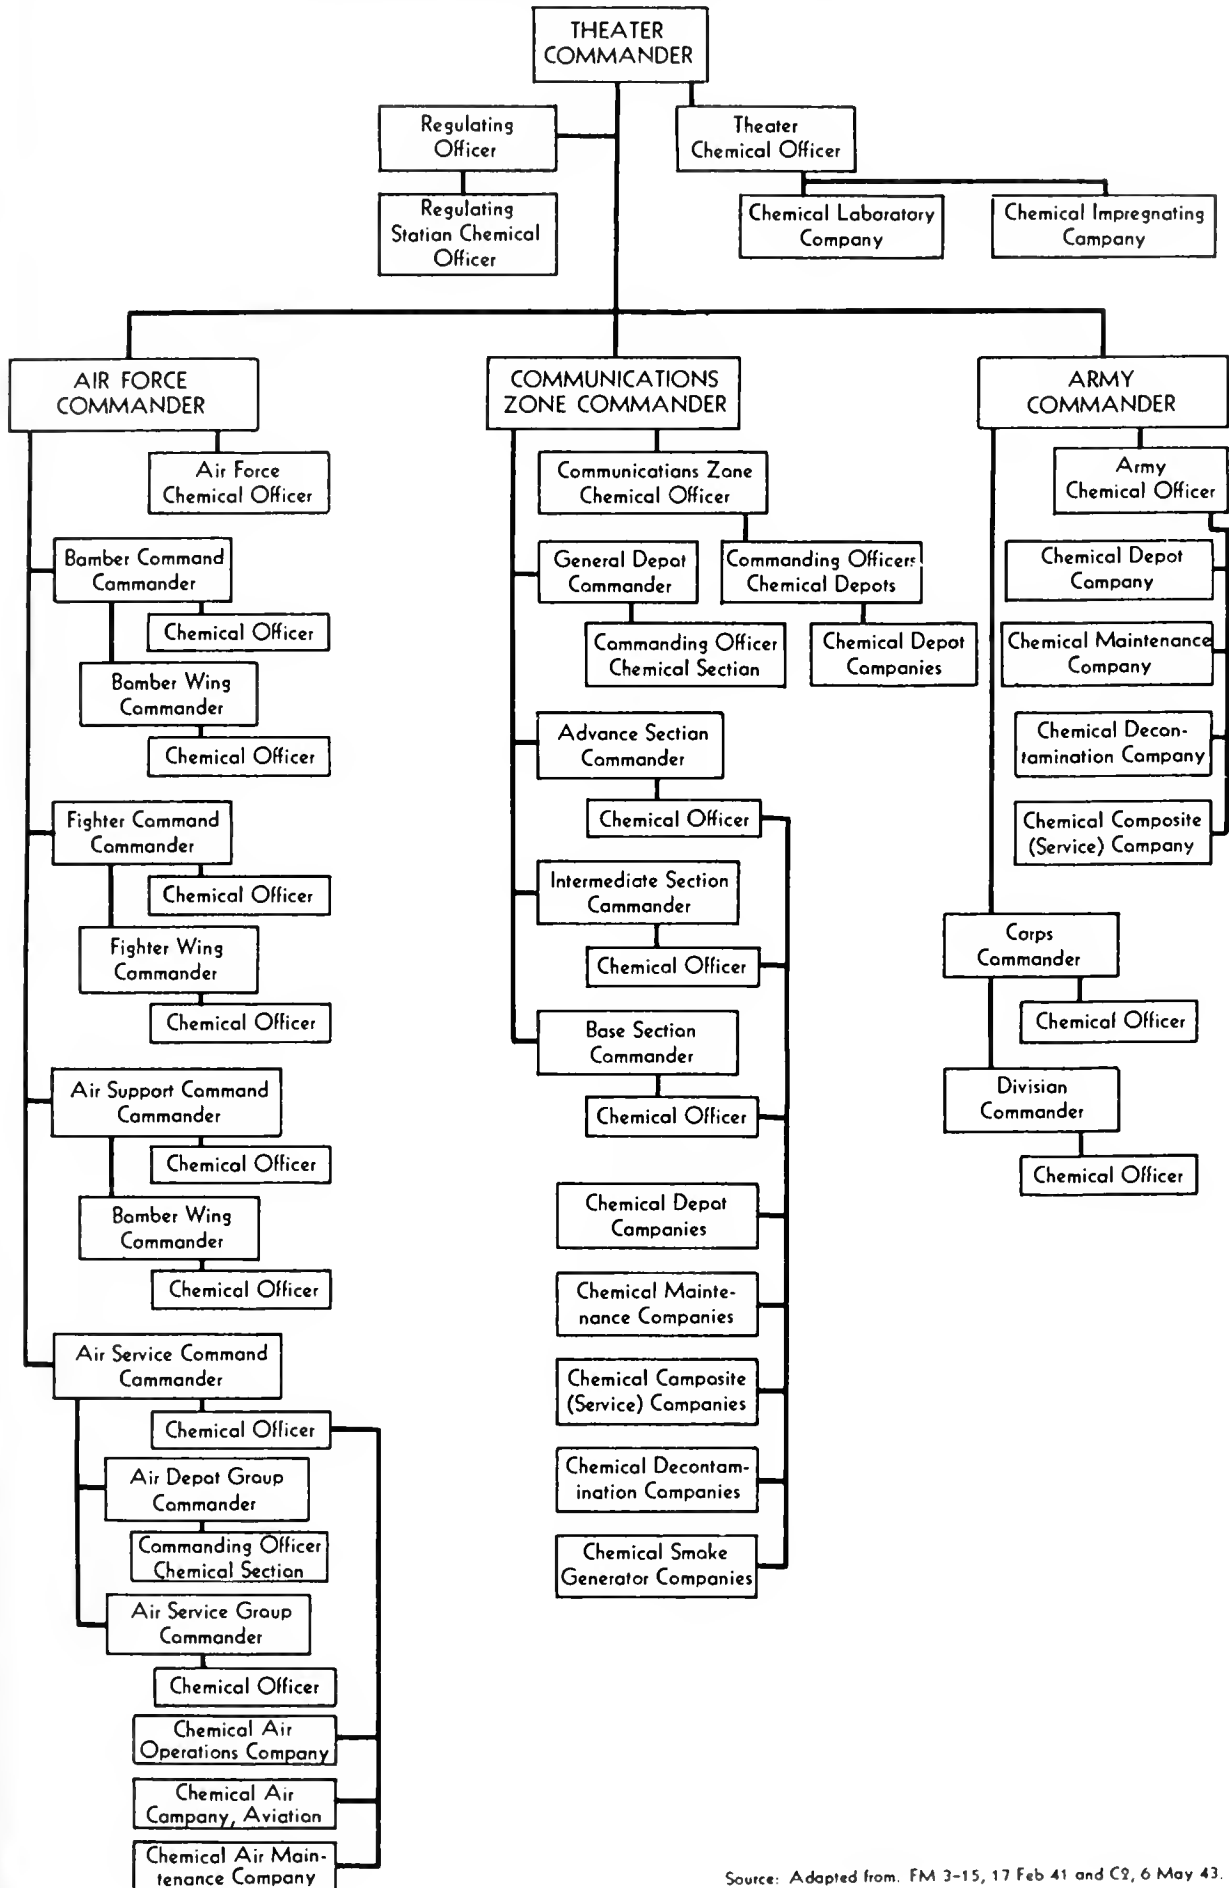 THEATER
COMMANDER
Regulating
Officer
Theater
Chemical Officer
Regulating
Station Chemical
Officer
Chemical Laboratory
Company
Chemical Impregnating
Company
AIR FORCE
COMMANDER
Air Force
Chemical Officer
Bomber Command
Commander
Chemical Officer
Bomber Wing
Commander
Chemical Officer
Fighter Command
Commander
Chemical Officer
Fighter Wing
Commander
Chemical Officer
Air Support Command
Commander
Chemical Officer
Bomber Wing
Commander
Chemical Officer
Air Service Command
Commander
Chemical Officer
Air Depot Group
Commander
Commanding Officer
Chemical Section
Air Service Group
Commander
Chemical Officer
Chemical Air
Operations Company
Chemical Air
Company, Aviation
Chemical Air Main-
tenance Company
COMMUNICATIONS
ZONE COMMANDER
Communications Zone
Chemical Officer
General Depot
Commander
Commanding Officers
Chemical Depots
Commanding Officer
Chemical Section
Chemical Depot
Companies
Advance Section
Commander
Chemical Officer
Intermediate Section
Commander
Chemical Officer
Base Section
Commander
Chemical Officer
Chemical Depot
Companies
Chemical Mainte-
nance Companies
Chemical Composite
(Service) Companies
Chemical Decontam-
ination Companies
Chemical Smoke
Generator Companies
ARMY
COMMANDER
Army
Chemical Officer
Chemical Depot
Company
Chemical Maintenance
Company
Chemical Decon-
tamination Company
Chemical Composite
(Service) Company
Corps
Commander
Chemical Officer
Division
Commander
Chemical Officer
Source: Adapted from. FM 3-15, 17 Feb 41 and C2, 6 May 43.